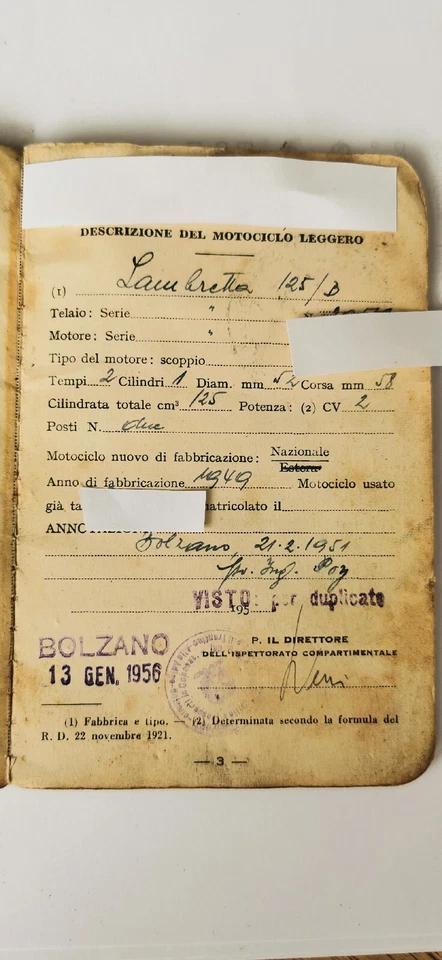 DESCRIZIONE DEL MOTOCICLO LEGGERO
(1) Lambretta 125/B
Telaio: Serie "
Motore: Serie "
Tipo del motore: scoppio
Tempi 2 Cilindri 1 Diam. mm 52 Corsa mm 58
Cilindrata totale cm³ 125 Potenza: (2) CV 2
Posti N. due
Motociclo nuovo di fabbricazione: Nazionale
Estera
Anno di fabbricazione 1949 Motociclo usato
già ta matricolato il
ANNOTAZIONI
Bolzano, 21.2.1951
Ing. Poz
VISTO per duplicato
195
BOLZANO
13 GEN. 1956
P. IL DIRETTORE
DELL'ISPETTORATO COMPARTIMENTALE
(1) Fabbrica e tipo. — (2) Determinata secondo la formula del
R. D. 22 novembre 1921.
— 3 —